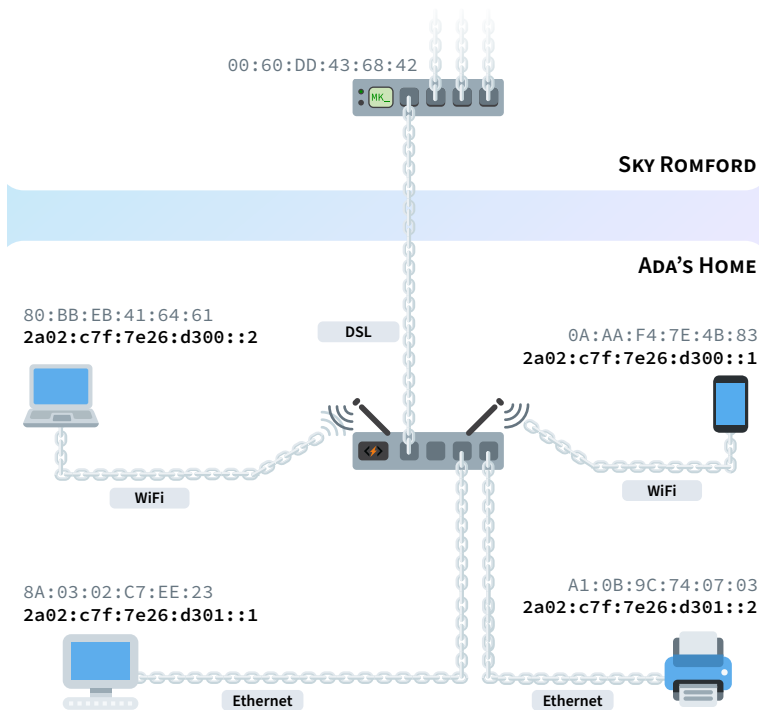 00:60:DD:43:68:42
MK_
Sky Romford
Ada's Home
80:BB:EB:41:64:61
2a02:c7f:7e26:d300::2
DSL
0A:AA:F4:7E:4B:83
2a02:c7f:7e26:d300::1
WiFi
WiFi
8A:03:02:C7:EE:23
2a02:c7f:7e26:d301::1
A1:0B:9C:74:07:03
2a02:c7f:7e26:d301::2
Ethernet
Ethernet